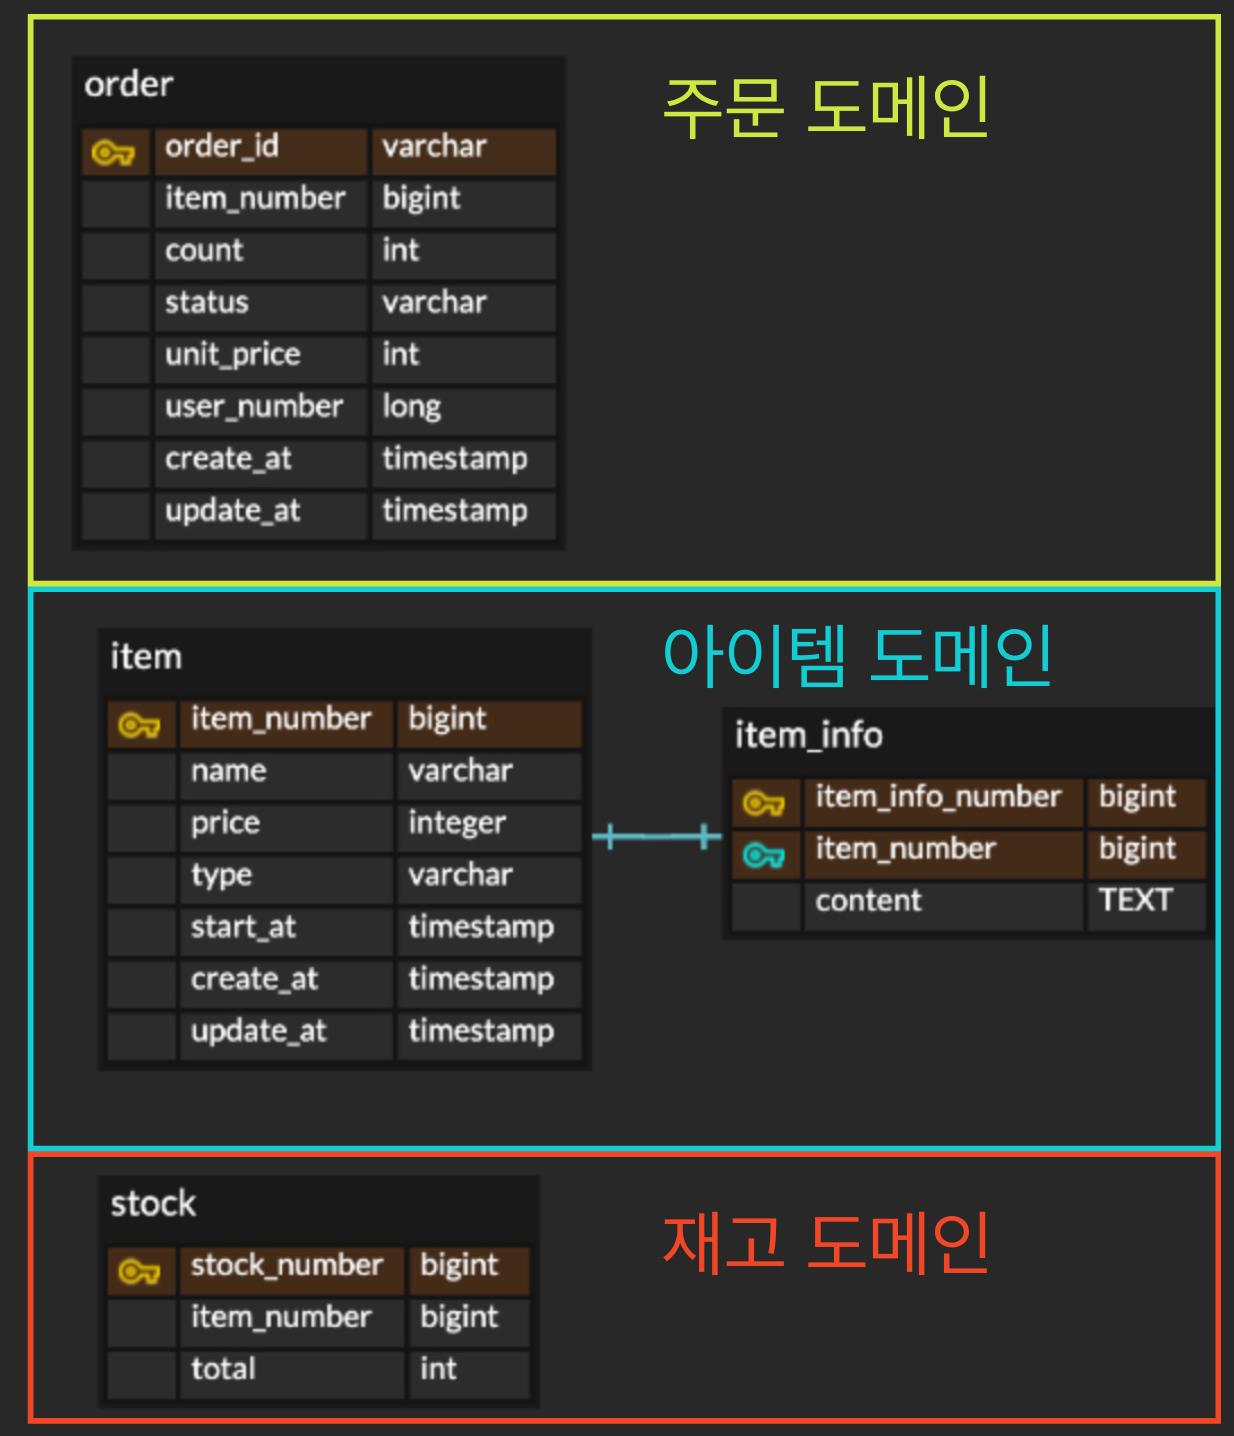 order
주문 도메인
order_id varchar
item_number bigint
count int
status varchar
unit_price int
user_number long
create_at timestamp
update_at timestamp
아이템 도메인
item
item_number bigint
name varchar
price integer
type varchar
start_at timestamp
create_at timestamp
update_at timestamp
item_info
item_info_number bigint
item_number bigint
content TEXT
stock
재고 도메인
stock_number bigint
item_number bigint
total int